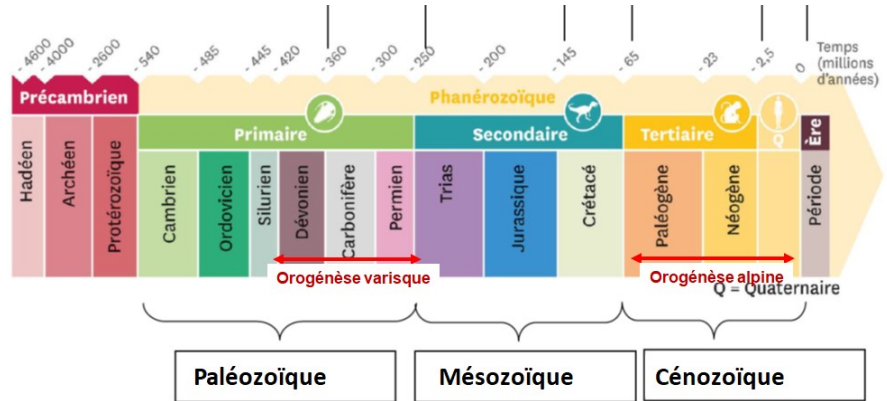 - 4600
- 4000
- 2600
- 540
- 485
- 445
- 420
- 360
- 300
- 250
- 200
- 145
- 65
- 23
- 2,5
0
Temps
(millions
d'années)
Précambrien
Phanérozoïque
Primaire
Secondaire
Tertiaire
Q
Ère
Hadéen
Archéen
Protérozoïque
Cambrien
Ordovicien
Silurien
Dévonien
Carbonifère
Permien
Trias
Jurassique
Crétacé
Paléogène
Néogène
Période
Orogénèse varisque
Orogénèse alpine
Q = Quaternaire
Paléozoïque
Mésozoïque
Cénozoïque